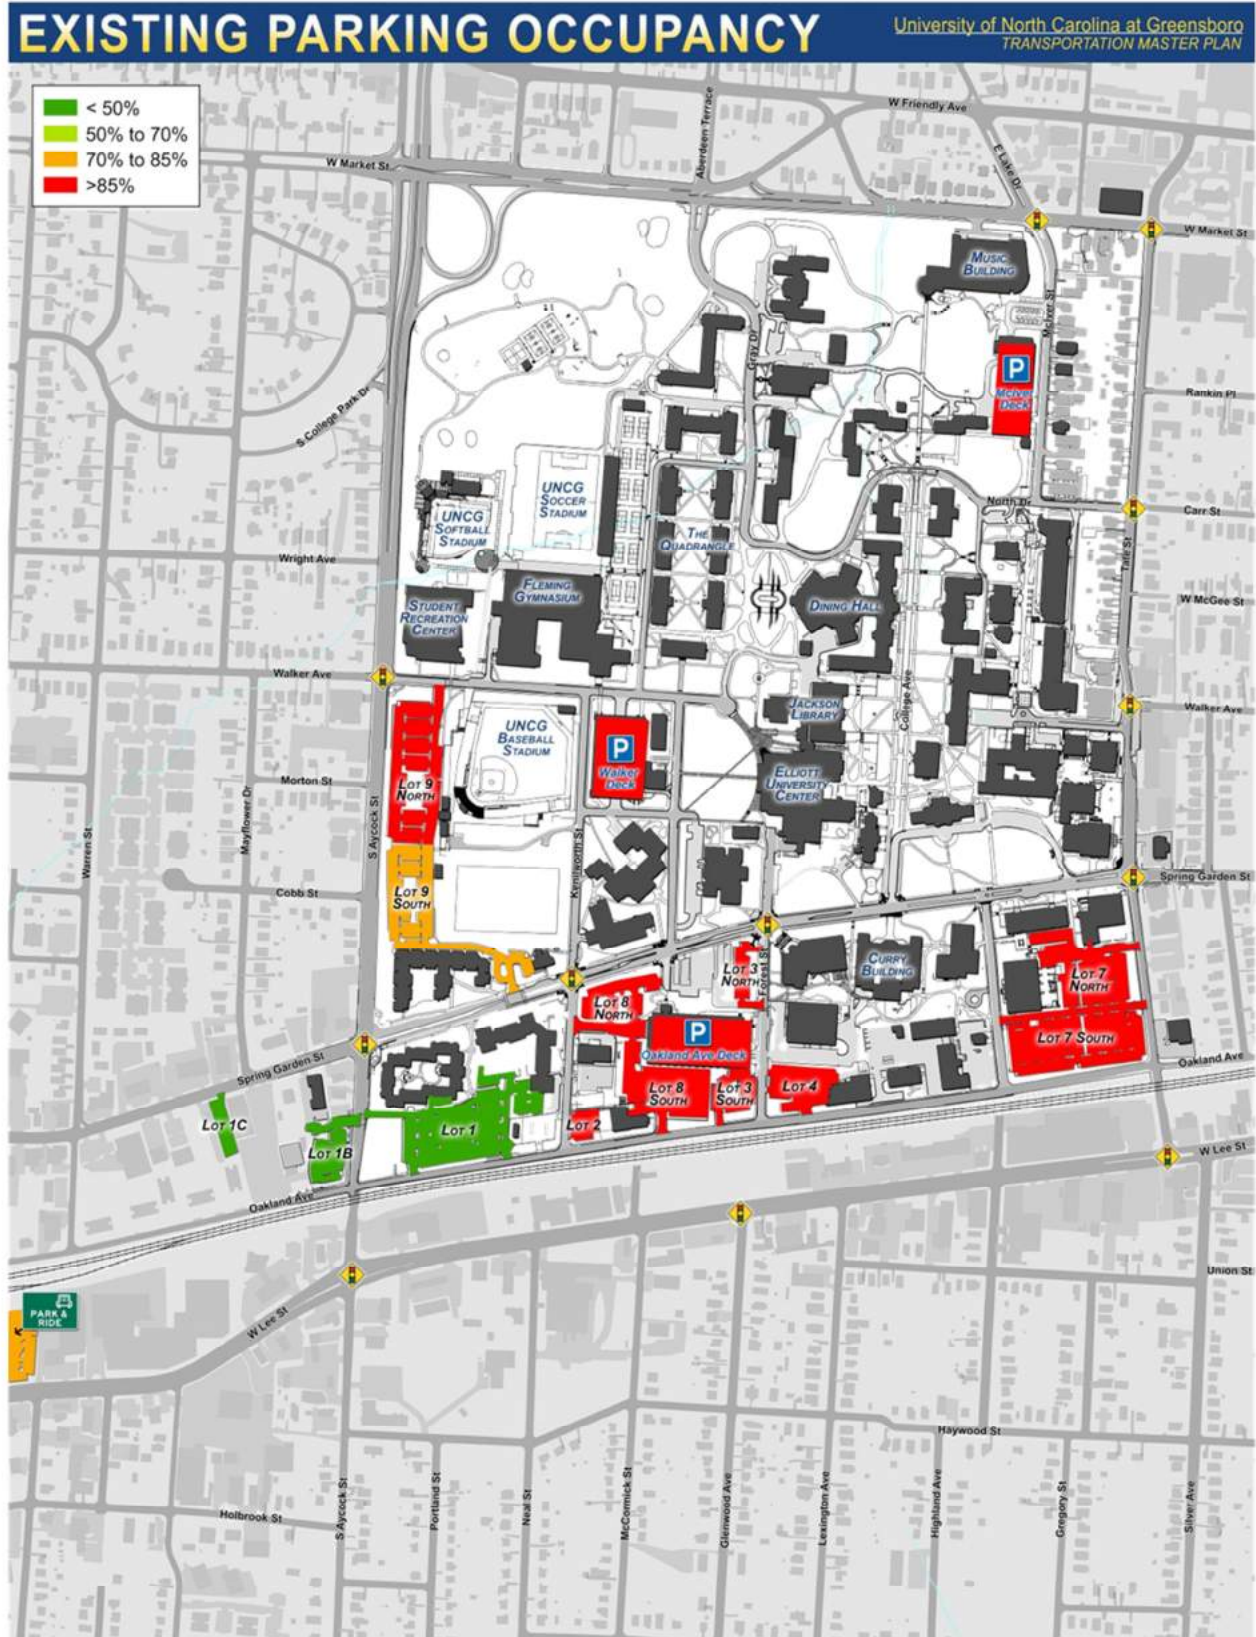 EXISTING PARKING OCCUPANCY
University of North Carolina at Greensboro
TRANSPORTATION MASTER PLAN
< 50%
50% to 70%
70% to 85%
>85%
W Friendly Ave
Aberdeen Terrace
E Lake Dr
W Market St
W Market St
MUSIC
BUILDING
McIver St
Gray Dr
P
McIver
Deck
Rankin Pl
S College Park Dr
UNCG
SOCCER
STADIUM
UNCG
SOFTBALL
STADIUM
THE
QUADRANGLE
North Dr
Carr St
Tate St
Wright Ave
FLEMING
GYMNASIUM
STUDENT
RECREATION
CENTER
DINING HALL
W McGee St
Walker Ave
JACKSON
LIBRARY
College Ave
Walker Ave
UNCG
BASEBALL
STADIUM
P
Walker
Deck
ELLIOTT
UNIVERSITY
CENTER
Morton St
LOT 9
NORTH
Mayflower Dr
S Aycock St
Warren St
Kenilworth St
Cobb St
LOT 9
SOUTH
Spring Garden St
CURRY
BUILDING
LOT 3
NORTH
Forest St
LOT 7
NORTH
LOT 8
NORTH
P
Oakland Ave Deck
LOT 7 SOUTH
Oakland Ave
Spring Garden St
LOT 8
SOUTH
LOT 3
SOUTH
LOT 4
LOT 1C
LOT 1B
LOT 1
LOT 2
W Lee St
Oakland Ave
Union St
PARK &
RIDE
W Lee St
Haywood St
Holbrook St
S Aycock St
Portland St
Neal St
McCormick St
Glenwood Ave
Lexington Ave
Highland Ave
Gregory St
Silver Ave